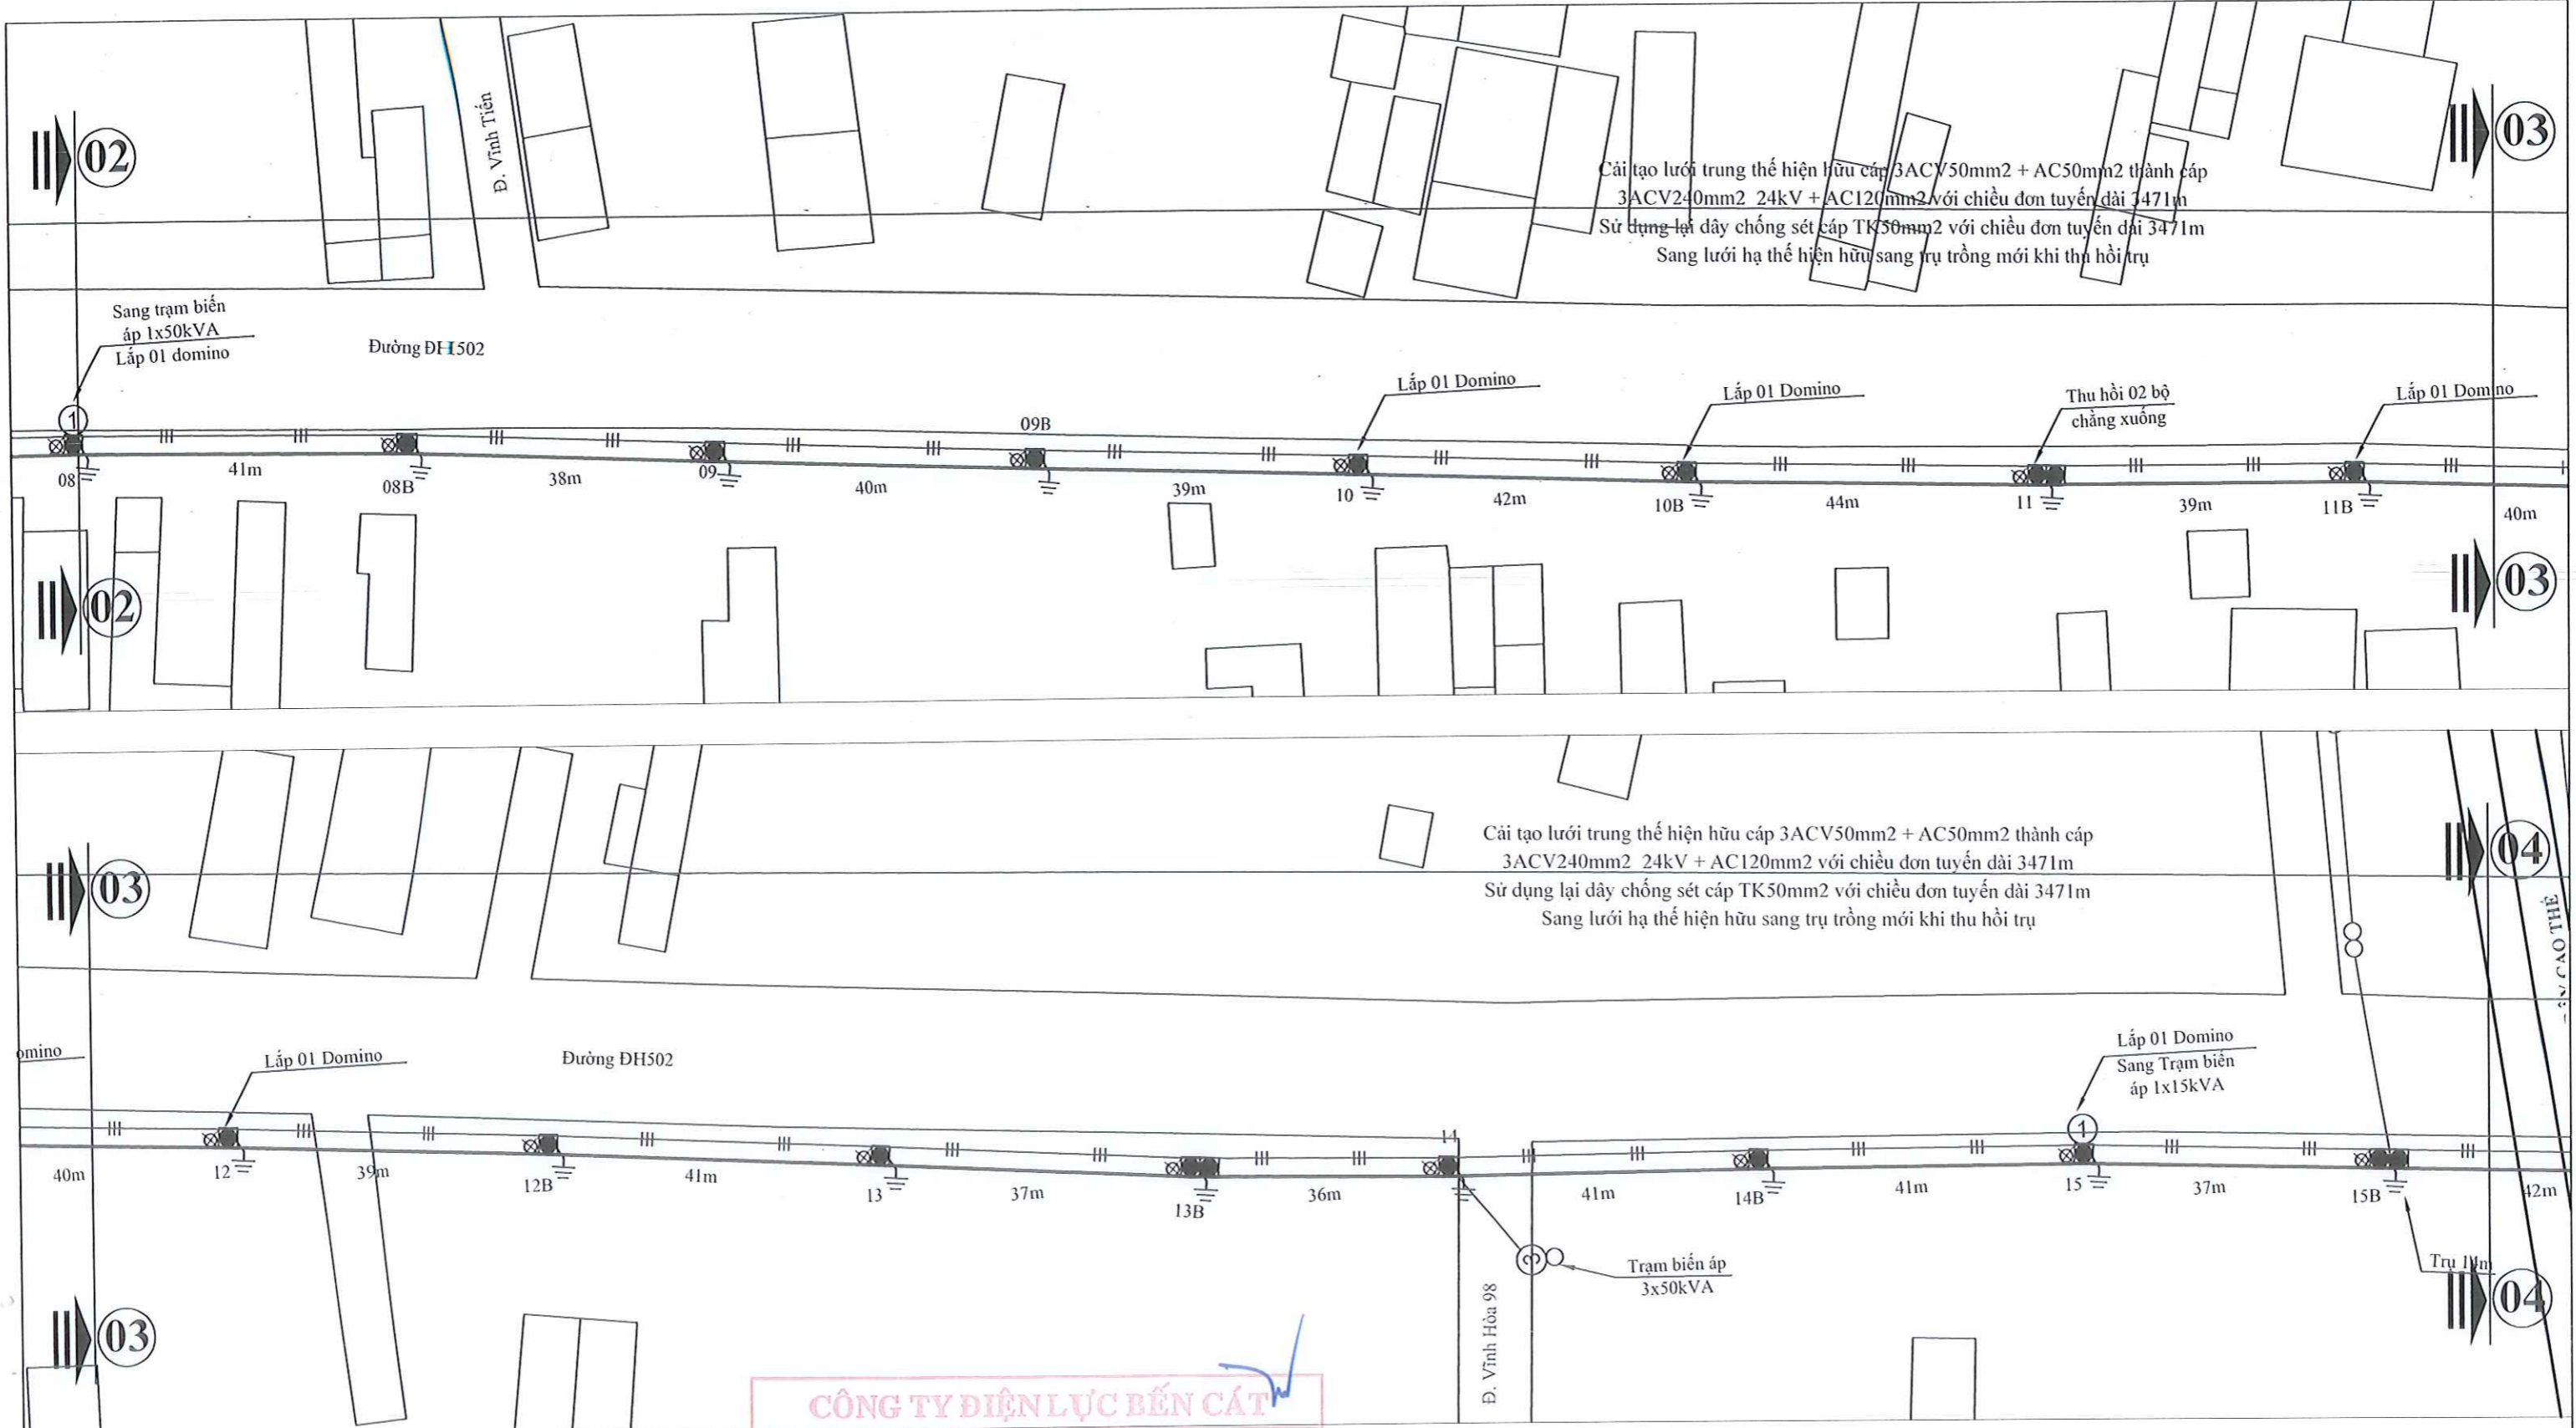 02
Đ. Vĩnh Tiến
03
Cải tạo lưới trung thế hiện hữu cáp 3ACV50mm2 + AC50mm2 thành cáp
3ACV240mm2 24kV + AC120mm2 với chiều đơn tuyến dài 3471m
Sử dụng lại dây chống sét cáp TK50mm2 với chiều đơn tuyến dài 3471m
Sang lưới hạ thế hiện hữu sang trụ trồng mới khi thu hồi trụ
Sang trạm biến
áp 1x50kVA
Lắp 01 domino
Đường ĐH502
Lắp 01 Domino
Lắp 01 Domino
Thu hồi 02 bộ
chằng xuống
Lắp 01 Domino
1
09B
08
41m
08B
38m
09
40m
39m
10
42m
10B
44m
11
39m
11B
40m
02
03
03
Cải tạo lưới trung thế hiện hữu cáp 3ACV50mm2 + AC50mm2 thành cáp
3ACV240mm2 24kV + AC120mm2 với chiều đơn tuyến dài 3471m
Sử dụng lại dây chống sét cáp TK50mm2 với chiều đơn tuyến dài 3471m
Sang lưới hạ thế hiện hữu sang trụ trồng mới khi thu hồi trụ
04
CAO THẾ
omino
Lắp 01 Domino
Đường ĐH502
Lắp 01 Domino
Sang Trạm biến
áp 1x15kVA
1
14
40m
12
39m
12B
41m
13
37m
13B
36m
41m
14B
41m
15
37m
15B
42m
3
Trạm biến áp
3x50kVA
Trụ
Đ. Vĩnh Hòa 98
03
04
CÔNG TY ĐIỆN LỰC BẾN CÁT